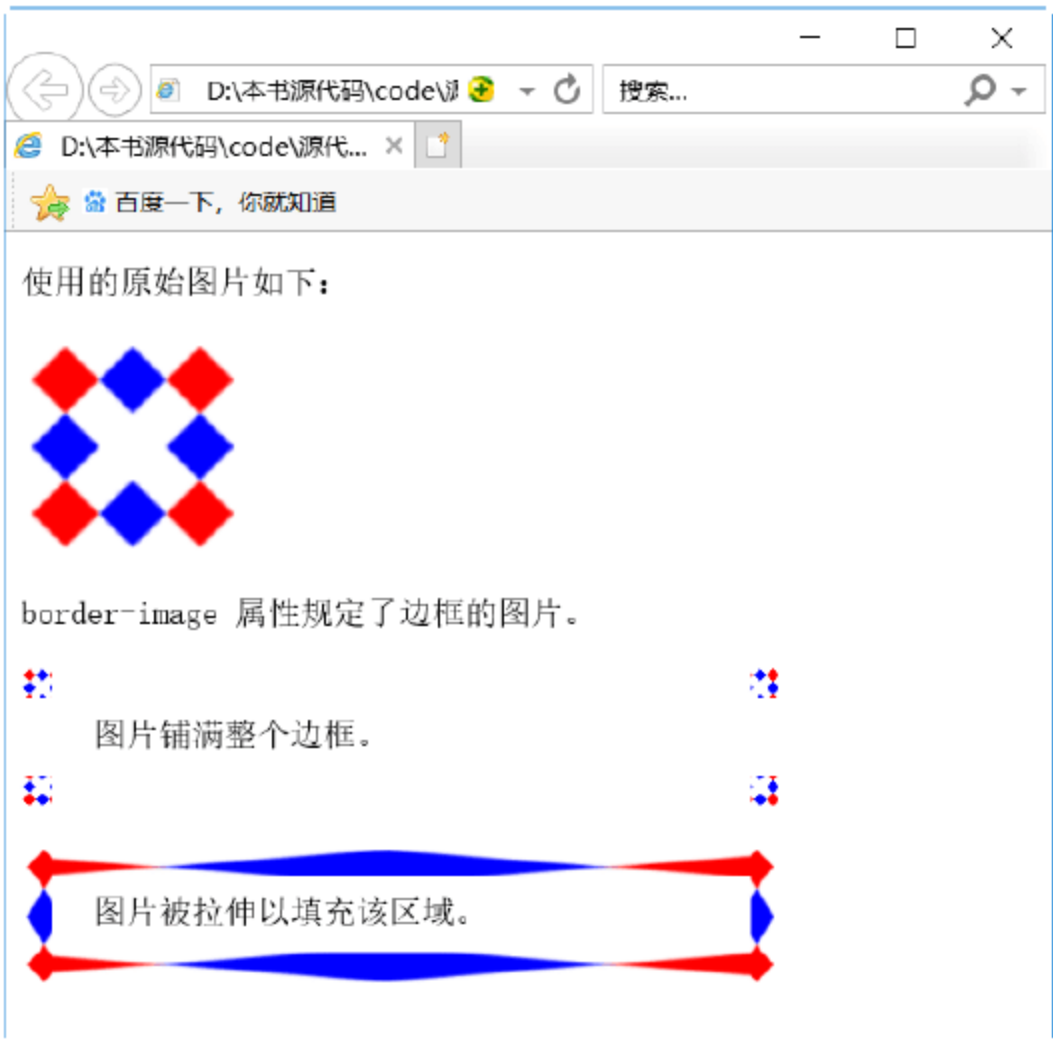 D:\本书源代码\code\源
搜索...
D:\本书源代码\code\源代...
百度一下，你就知道
使用的原始图片如下：
border-image 属性规定了边框的图片。
图片铺满整个边框。
图片被拉伸以填充该区域。